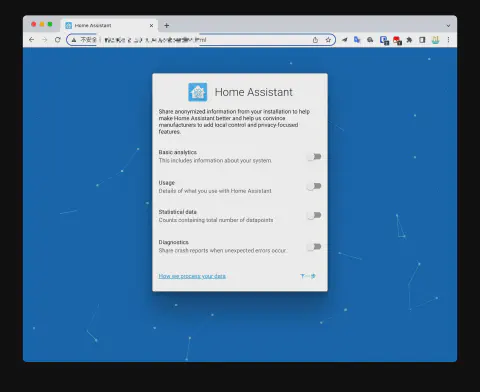 Home Assistant
不安全
Home Assistant
Share anonymized information from your installation to help
make Home Assistant better and help us convince
manufacturers to add local control and privacy-focused
features.
Basic analytics
This includes information about your system.
Usage
Details of what you use with Home Assistant
Statistical data
Counts containing total number of datapoints
Diagnostics
Share crash reports when unexpected errors occur.
How we process your data
下一步